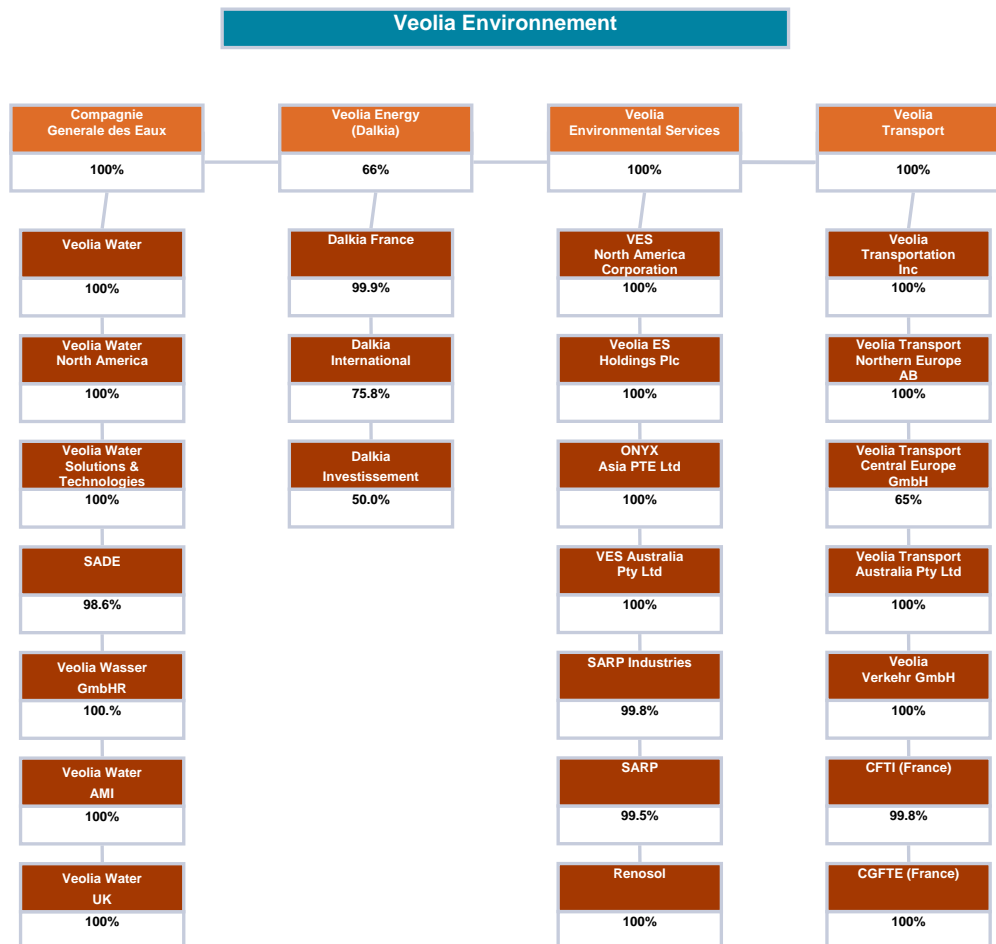 Veolia Environnement
Compagnie
Generale des Eaux
100%
Veolia Energy
(Dalkia)
66%
Veolia
Environmental Services
100%
Veolia
Transport
100%
Veolia Water
100%
Veolia Water
North America
100%
Veolia Water
Solutions &
Technologies
100%
SADE
98.6%
Veolia Wasser
GmbHR
100.%
Veolia Water
AMI
100%
Veolia Water
UK
100%
Dalkia France
99.9%
Dalkia
International
75.8%
Dalkia
Investissement
50.0%
VES
North America
Corporation
100%
Veolia ES
Holdings Plc
100%
ONYX
Asia PTE Ltd
100%
VES Australia
Pty Ltd
100%
SARP Industries
99.8%
SARP
99.5%
Renosol
100%
Veolia
Transportation
Inc
100%
Veolia Transport
Northern Europe
AB
100%
Veolia Transport
Central Europe
GmbH
65%
Veolia Transport
Australia Pty Ltd
100%
Veolia
Verkehr GmbH
100%
CFTI (France)
99.8%
CGFTE (France)
100%